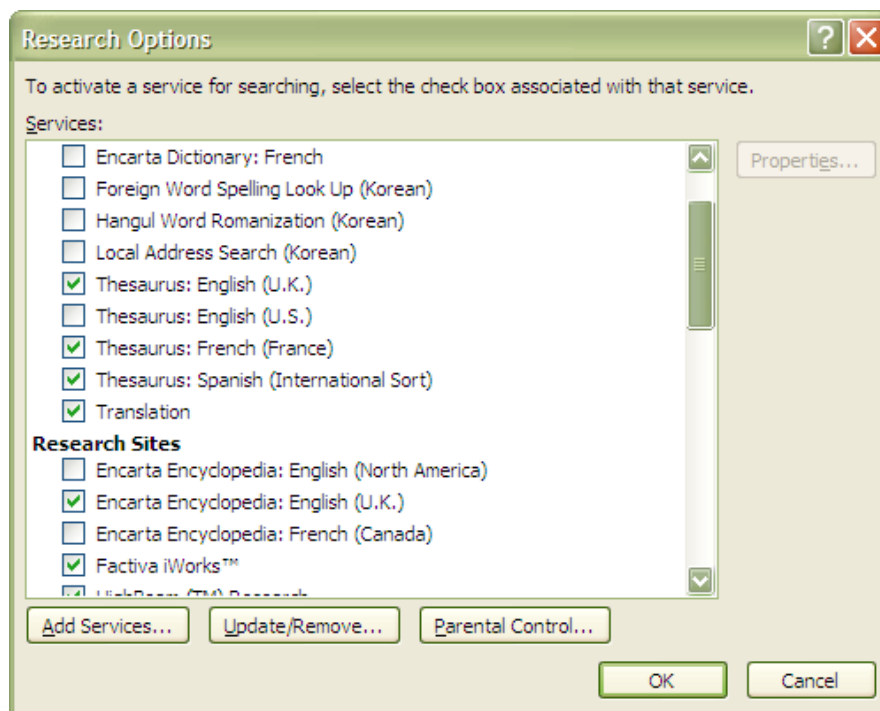 Research Options
To activate a service for searching, select the check box associated with that service.
Services:
Encarta Dictionary: French
Properties...
Foreign Word Spelling Look Up (Korean)
Hangul Word Romanization (Korean)
Local Address Search (Korean)
Thesaurus: English (U.K.)
Thesaurus: English (U.S.)
Thesaurus: French (France)
Thesaurus: Spanish (International Sort)
Translation
Research Sites
Encarta Encyclopedia: English (North America)
Encarta Encyclopedia: English (U.K.)
Encarta Encyclopedia: French (Canada)
Factiva iWorks™
HighBeam (TM) Research
Add Services... Update/Remove... Parental Control...
OK Cancel